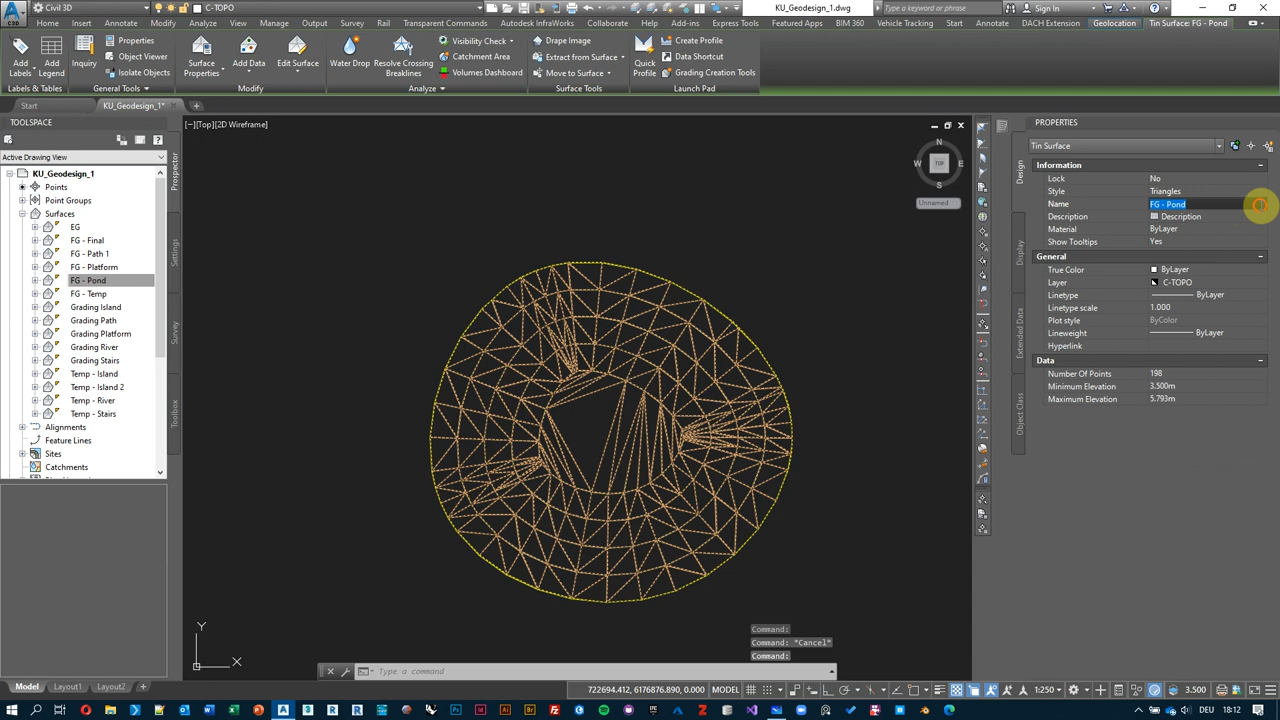 Civil 3D
C-TOPO
KU_Geodesign_1.dwg
Type a keyword or phrase
Sign In
Home
Insert
Annotate
Modify
Analyze
View
Manage
Output
Survey
Rail
Transparent Commands
Autodesk InfraWorks
Collaborate
Help
Add-ins
Express Tools
Featured Apps
BIM 360
Vehicle Tracking
Start
Annotate
DACH Extension
Geolocation
Tin Surface: FG - Pond
Add Labels
Add Legend
Labels & Tables
Inquiry
Properties
Object Viewer
Isolate Objects
General Tools
Surface Properties
Add Data
Edit Surface
Modify
Water Drop
Resolve Crossing Breaklines
Visibility Check
Catchment Area
Volumes Dashboard
Analyze
Drape Image
Extract from Surface
Move to Surface
Surface Tools
Quick Profile
Create Profile
Data Shortcut
Grading Creation Tools
Launch Pad
Start
KU_Geodesign_1*
TOOLSPACE
Active Drawing View
KU_Geodesign_1
Points
Point Groups
Surfaces
EG
FG - Final
FG - Path 1
FG - Platform
FG - Pond
FG - Temp
Grading Island
Grading Path
Grading Platform
Grading River
Grading Stairs
Temp - Island
Temp - Island 2
Temp - River
Temp - Stairs
Alignments
Feature Lines
Sites
Catchments
Prospector
Settings
Survey
Toolbox
[−][Top][2D Wireframe]
N
W
TOP
E
S
Unnamed
Y
X
Command:
Command: *Cancel*
Command:
Type a command
PROPERTIES
Tin Surface
Design
Display
Extended Data
Object Class
Information
Lock No
Style Triangles
Name FG - Pond
Description Description
Material ByLayer
Show Tooltips Yes
General
True Color ByLayer
Layer C-TOPO
Linetype ByLayer
Linetype scale 1.000
Plot style ByColor
Lineweight ByLayer
Hyperlink
Data
Number Of Points 198
Minimum Elevation 3.500m
Maximum Elevation 5.793m
Model
Layout1
Layout2
722694.412, 6176876.890, 0.000
MODEL
1:250
3.500
DEU
18:12